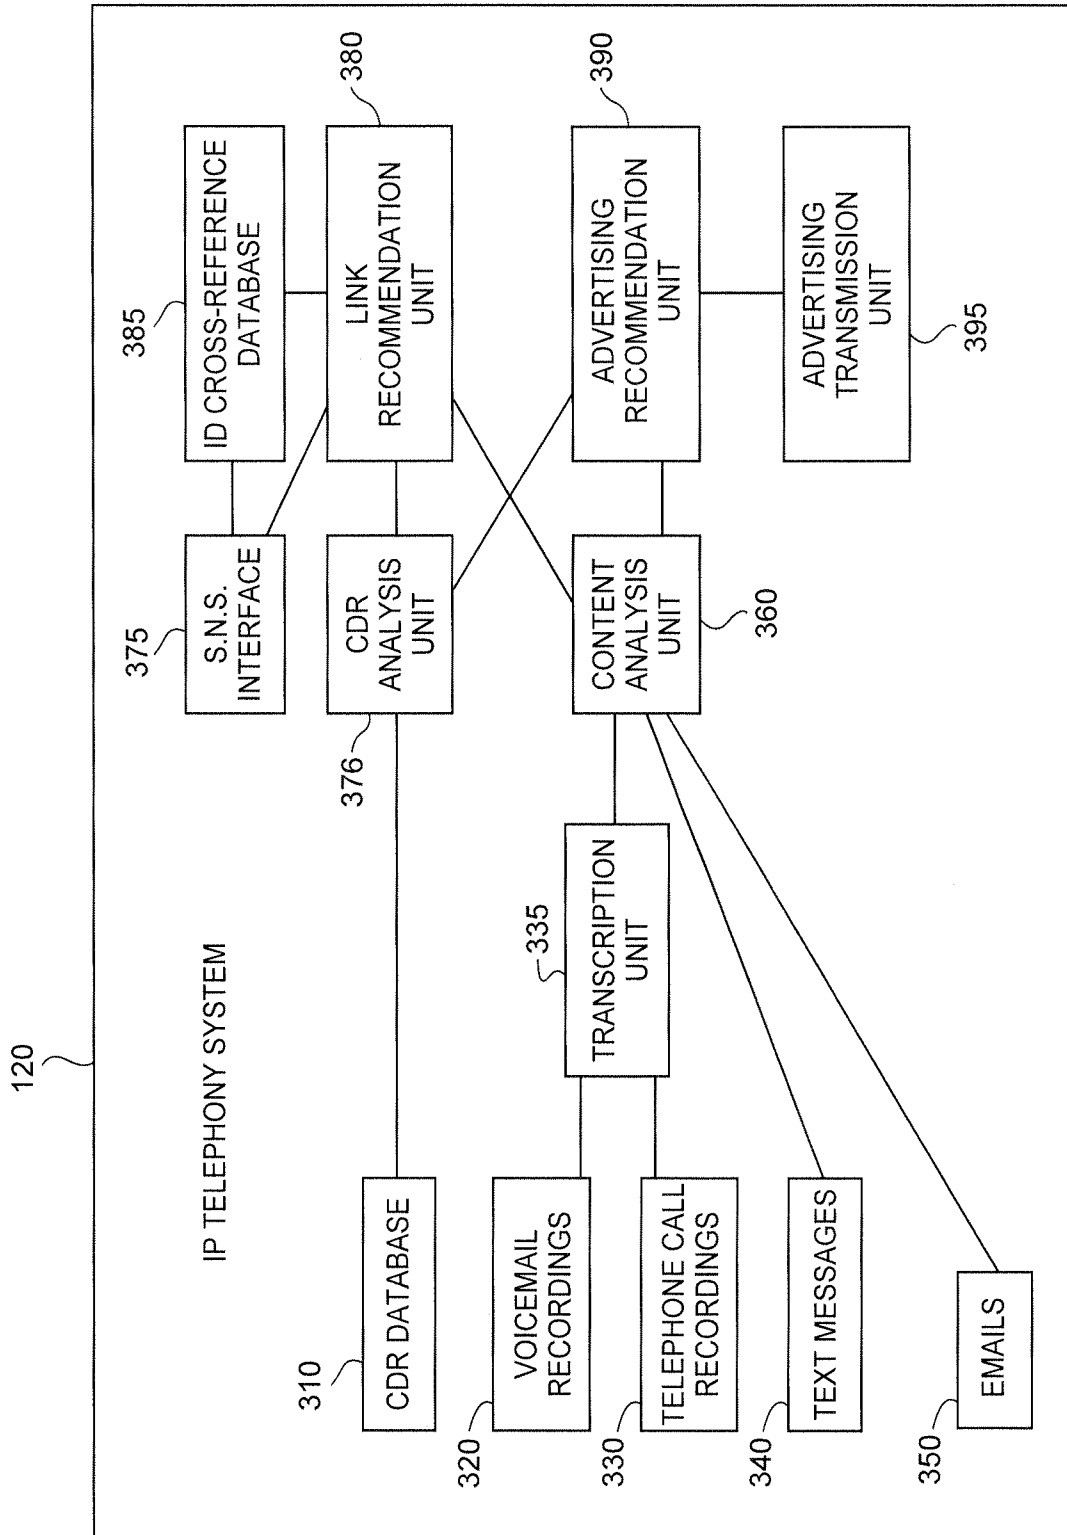 120
IP TELEPHONY SYSTEM
310
CDR DATABASE
320
VOICEMAIL
RECORDINGS
330
TELEPHONE CALL
RECORDINGS
340
TEXT MESSAGES
350
EMAILS
335
TRANSCRIPTION
UNIT
375
S.N.S.
INTERFACE
376
CDR
ANALYSIS
UNIT
CONTENT
ANALYSIS
UNIT
360
385
ID CROSS-REFERENCE
DATABASE
LINK
RECOMMENDATION
UNIT
380
ADVERTISING
RECOMMENDATION
UNIT
390
ADVERTISING
TRANSMISSION
UNIT
395